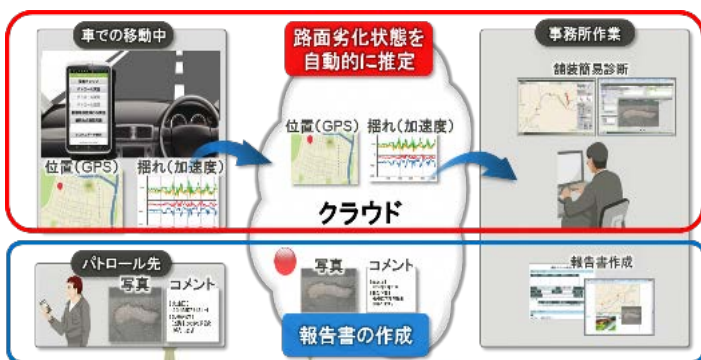 車での移動中
位置(GPS)
揺れ(加速度)
路面劣化状態を
自動的に推定
位置(GPS)
揺れ(加速度)
クラウド
事務所作業
舗装簡易診断
パトロール先
写真
コメント
写真
コメント
報告書の作成
報告書作成